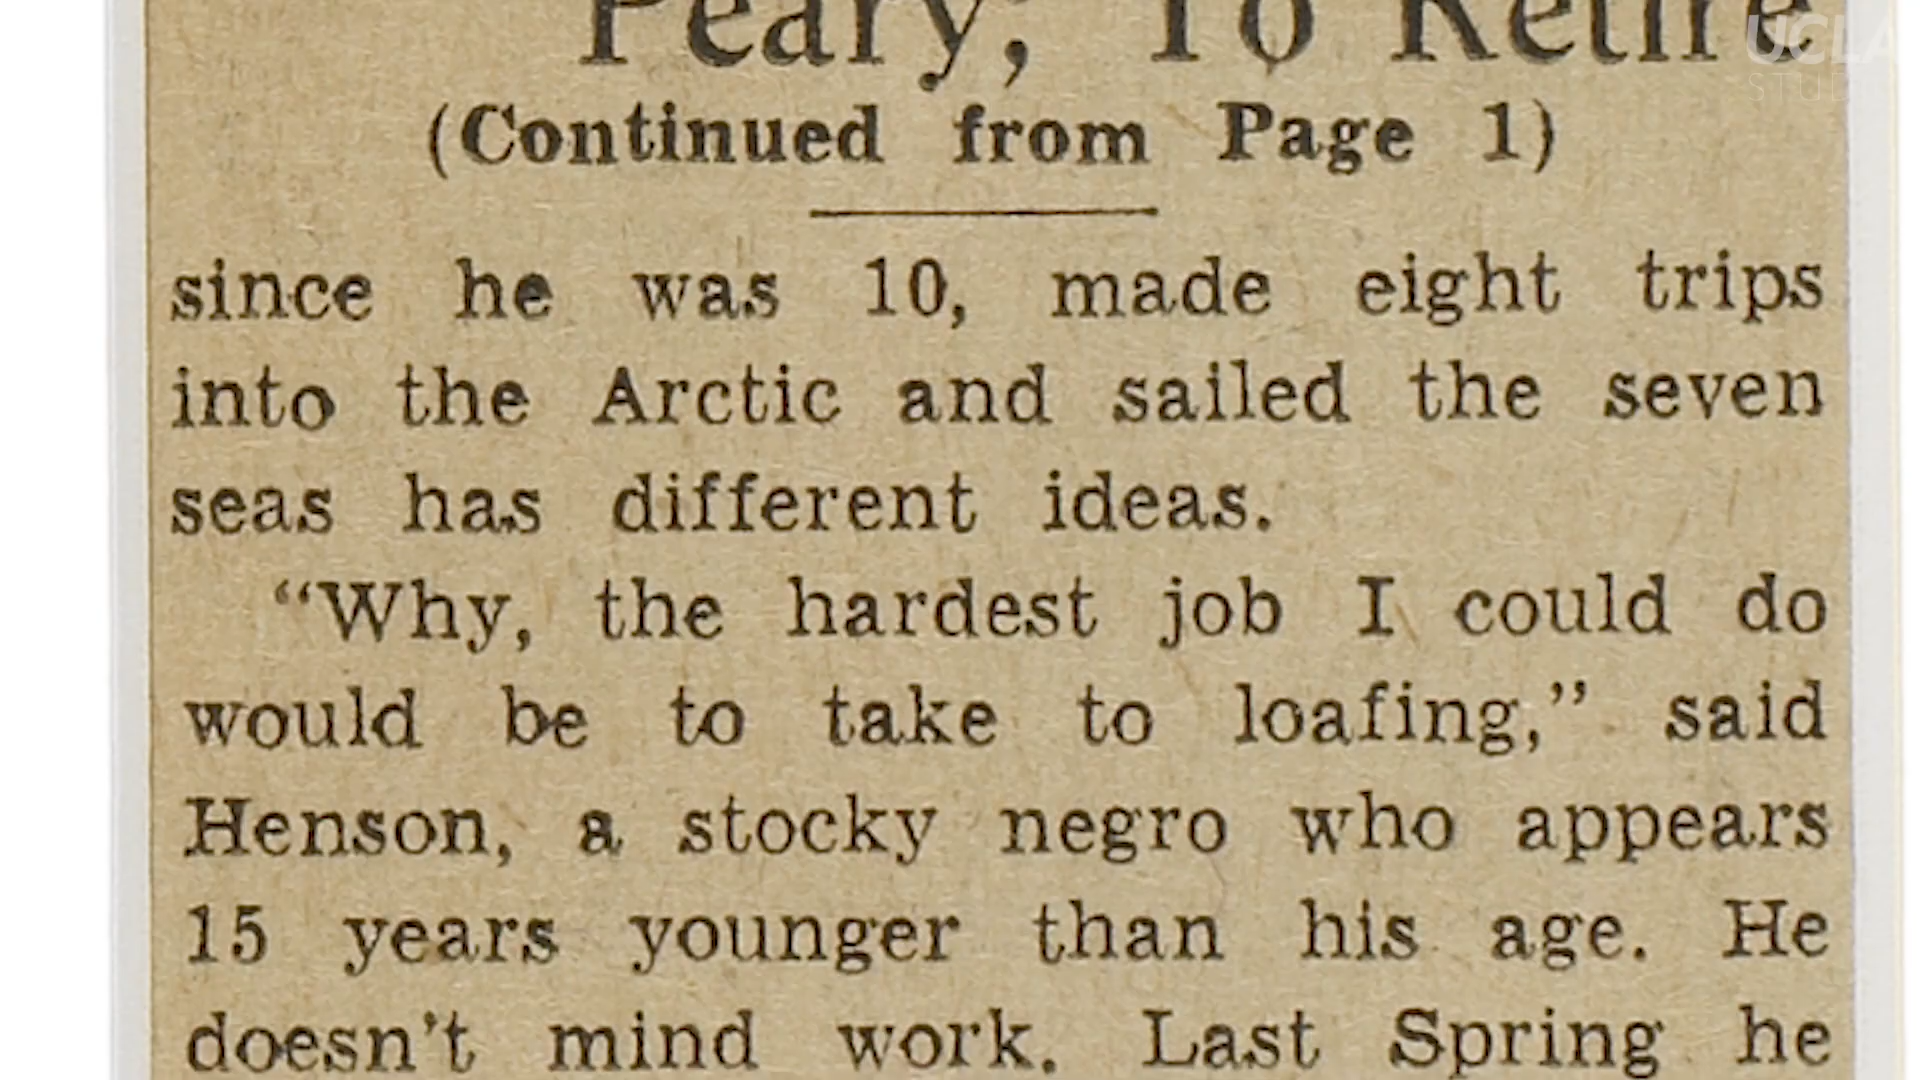 Peary; To Retire
UCLA
(Continued from Page 1)
since he was 10, made eight trips
into the Arctic and sailed the seven
seas has different ideas.
"Why, the hardest job I could do
would be to take to loafing," said
Henson, a stocky negro who appears
15 years younger than his age. He
doesn't mind work. Last Spring he